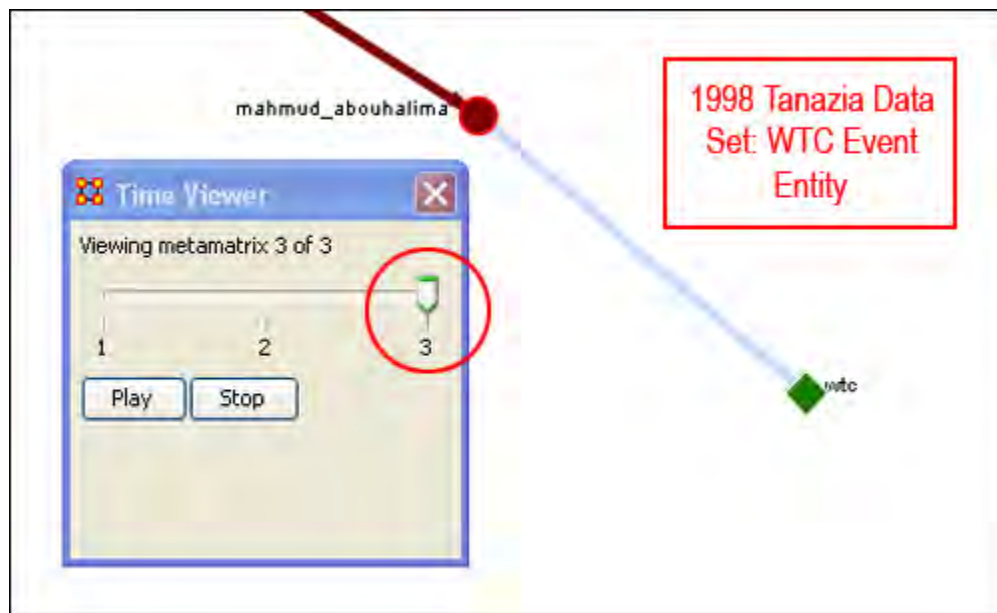 mahmud_abouhalima
1998 Tanazia Data
Set: WTC Event
Entity
Time Viewer
Viewing metamatrix 3 of 3
1 2 3
Play Stop
wtc